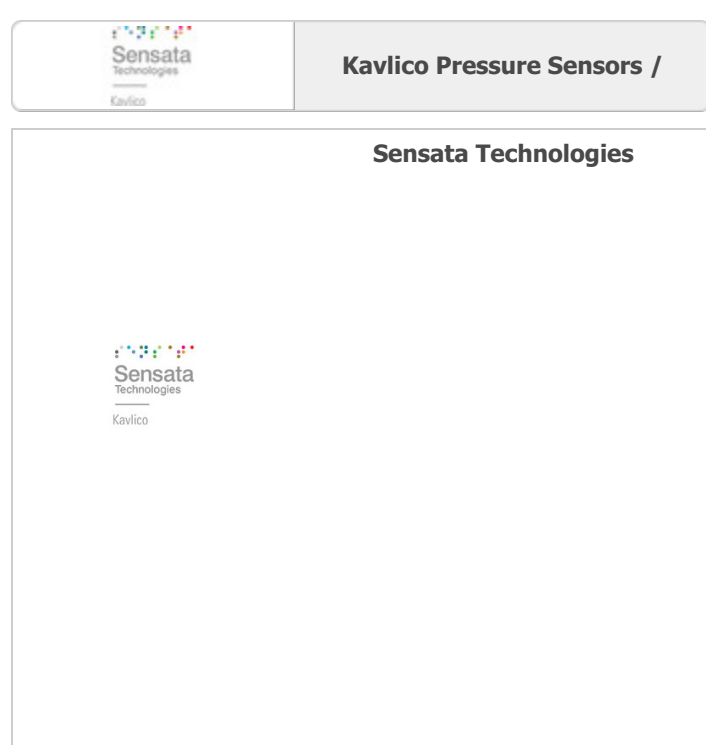 Sensata
Technologies
Kavlico
Kavlico Pressure Sensors /
Sensata Technologies
Sensata
Technologies
Kavlico